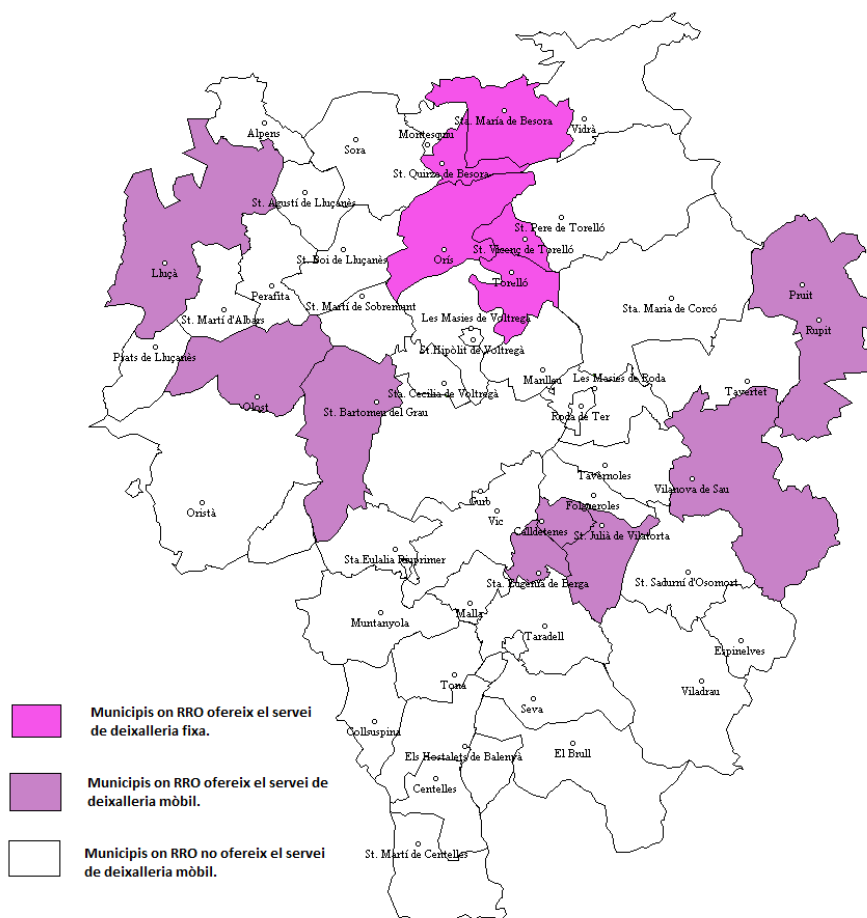 Alpens
Sora
Montesquiu
Sta. María de Besora
Vidrà
St. Quirze de Besora
St. Agustí de Lluçanès
St. Pere de Torelló
St. Vicenç de Torelló
St. Boi de Lluçanès
Orís
Lluçà
Torelló
Pruit
Perafita
St. Martí de Sobremunt
Sta. Maria de Corcó
St. Martí d'Albars
Les Masies de Voltregà
Rupit
St. Hipòlit de Voltregà
Prats de Lluçanès
Manlleu
Les Masies de Roda
Tavertet
Sta. Cecilia de Voltregà
Olost
St. Bartomeu del Grau
Roda de Ter
Tavèrnoles
Vilanova de Sau
Gurb
Folgueroles
Oristà
Vic
Calldetenes
St. Julià de Vilatorta
Sta.Eulalia Riuprimer
Sta. Eugenia de Berga
St. Sadurní d'Osomort
Muntanyola
Malla
Taradell
Espinelves
Tona
Viladrau
Seva
Municipis on RRO ofereix el servei
de deixalleria fixa.
Collsuspina
Els Hostalets de Balenyà
El Brull
Municipis on RRO ofereix el servei de
deixalleria mòbil.
Centelles
Municipis on RRO no ofereix el servei
de deixalleria mòbil.
St. Martí de Centelles